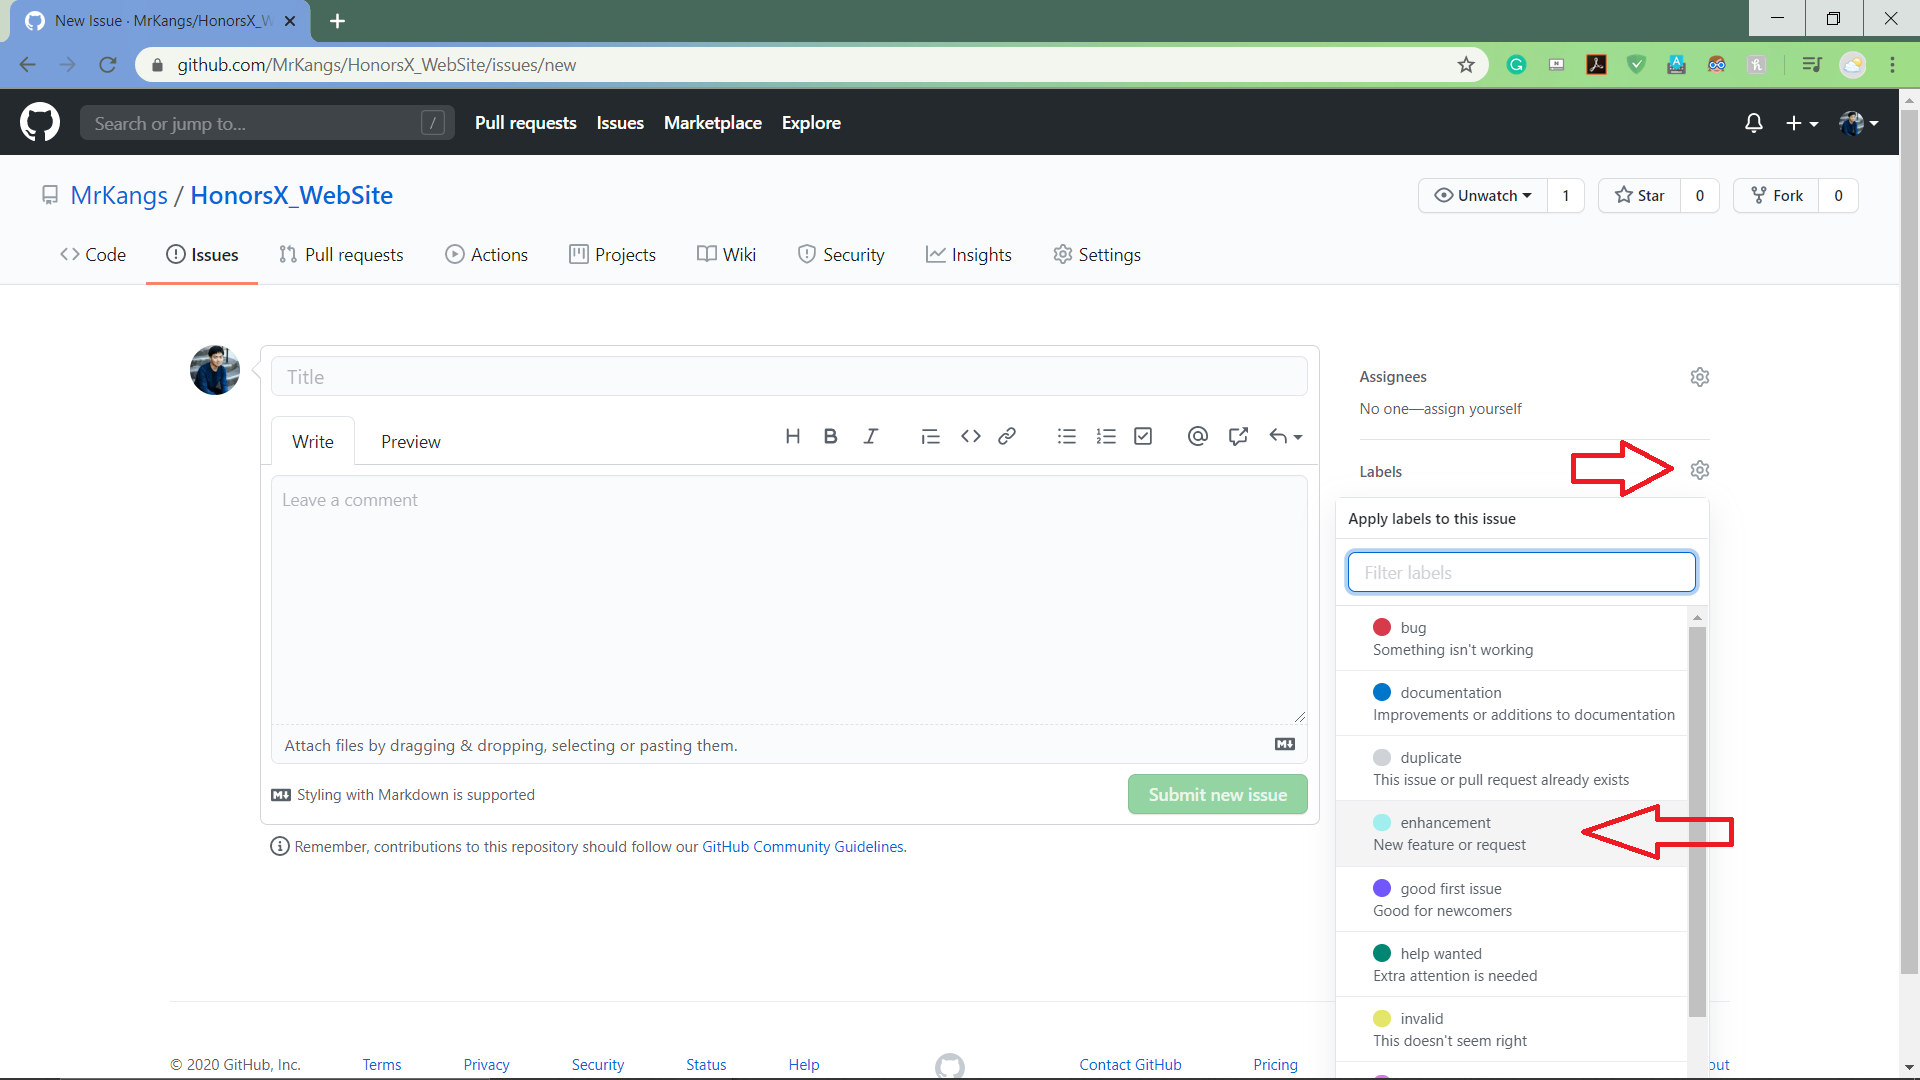 New Issue · MrKangs/HonorsX_W
github.com/MrKangs/HonorsX_WebSite/issues/new
Search or jump to... / Pull requests Issues Marketplace Explore
MrKangs / HonorsX_WebSite Unwatch 1 Star 0 Fork 0
Code Issues Pull requests Actions Projects Wiki Security Insights Settings
Title
Write Preview
Leave a comment
Attach files by dragging & dropping, selecting or pasting them.
Styling with Markdown is supported
Submit new issue
Remember, contributions to this repository should follow our GitHub Community Guidelines.
Assignees
No one—assign yourself
Labels
Apply labels to this issue
Filter labels
bug
Something isn't working
documentation
Improvements or additions to documentation
duplicate
This issue or pull request already exists
enhancement
New feature or request
good first issue
Good for newcomers
help wanted
Extra attention is needed
invalid
This doesn't seem right
© 2020 GitHub, Inc. Terms Privacy Security Status Help Contact GitHub Pricing out